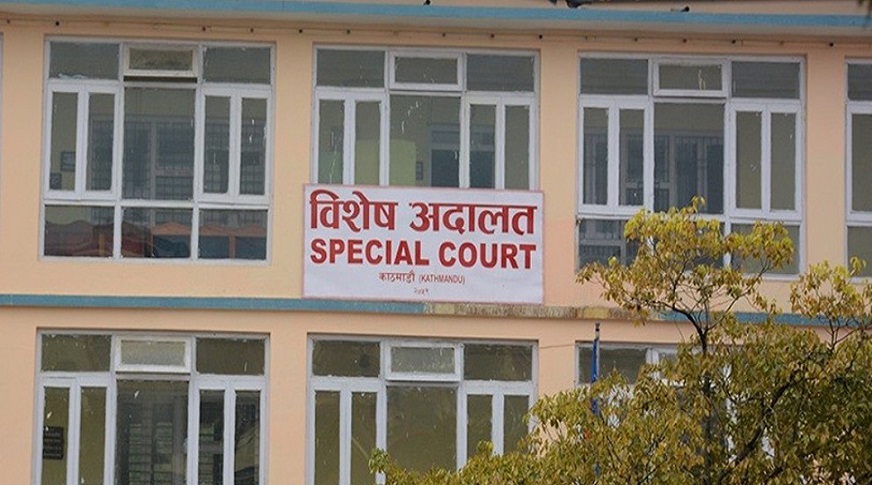 विशेष अदालत
SPECIAL COURT
काठमाडौं (KATHMANDU)